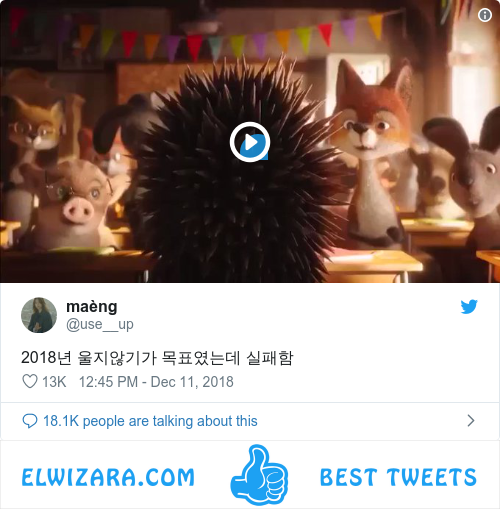 maèng
@use__up
2018년 울지않기가 목표였는데 실패함
13K 12:45 PM - Dec 11, 2018
18.1K people are talking about this
ELWIZARA.COM BEST TWEETS